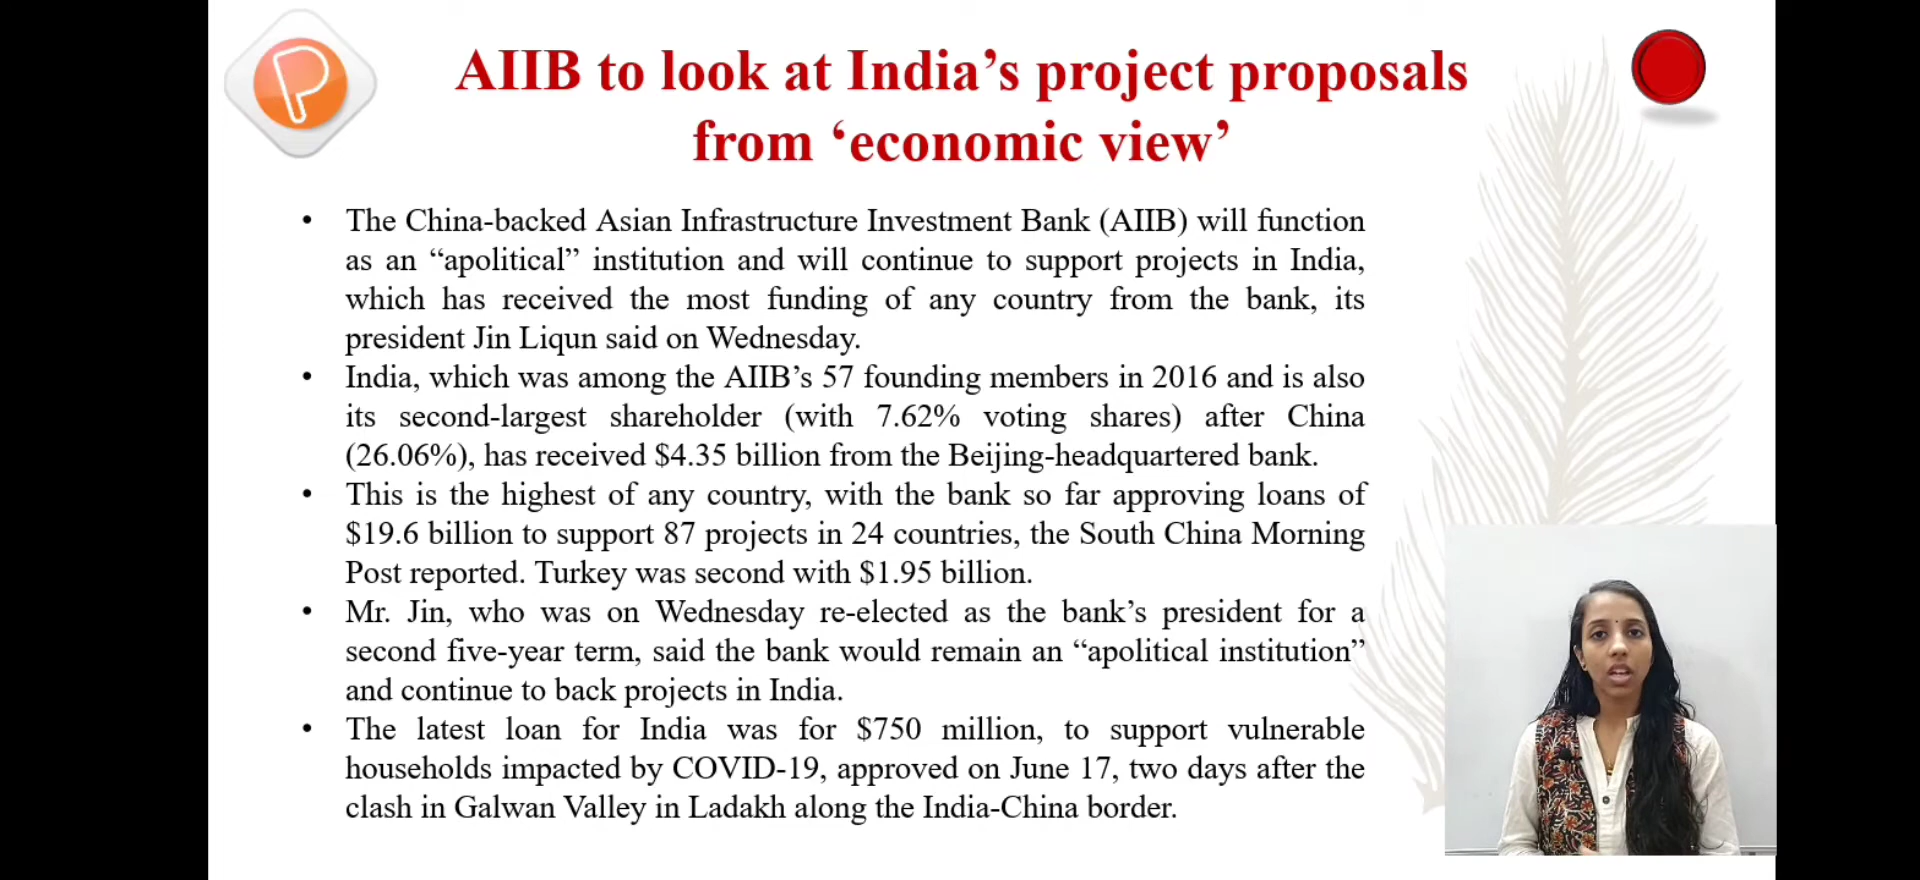 AIIB to look at India’s project proposals
from ‘economic view’
• The China-backed Asian Infrastructure Investment Bank (AIIB) will function
as an “apolitical” institution and will continue to support projects in India,
which has received the most funding of any country from the bank, its
president Jin Liqun said on Wednesday.
• India, which was among the AIIB’s 57 founding members in 2016 and is also
its second-largest shareholder (with 7.62% voting shares) after China
(26.06%), has received $4.35 billion from the Beijing-headquartered bank.
• This is the highest of any country, with the bank so far approving loans of
$19.6 billion to support 87 projects in 24 countries, the South China Morning
Post reported. Turkey was second with $1.95 billion.
• Mr. Jin, who was on Wednesday re-elected as the bank’s president for a
second five-year term, said the bank would remain an “apolitical institution”
and continue to back projects in India.
• The latest loan for India was for $750 million, to support vulnerable
households impacted by COVID-19, approved on June 17, two days after the
clash in Galwan Valley in Ladakh along the India-China border.